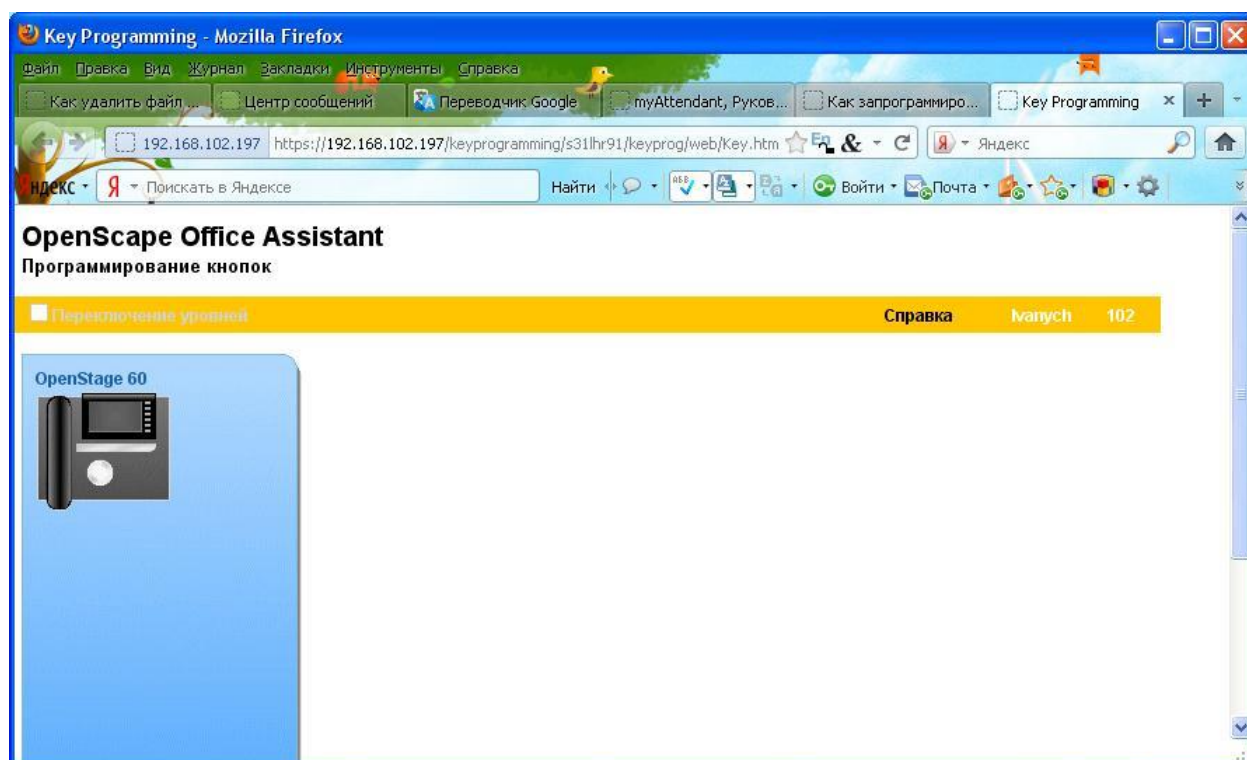 Key Programming - Mozilla Firefox
Файл Правка Вид Журнал Закладки Инструменты Справка
Как удалить файл ... Центр сообщений Переводчик Google myAttendant, Руков... Как запрограммиро... Key Programming
192.168.102.197 https://192.168.102.197/keyprogramming/s31lhr91/keyprog/web/Key.htm Яндекс
ндекс Я Поискать в Яндексе Найти Войти Почта
OpenScape Office Assistant
Программирование кнопок
Переключение уровней Справка Ivanych 102
OpenStage 60